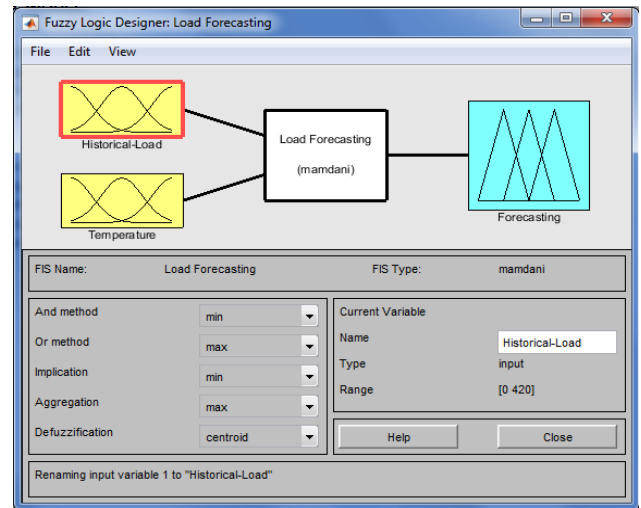 Fuzzy Logic Designer: Load Forecasting
File Edit View
Historical-Load
Temperature
Load Forecasting
(mamdani)
Forecasting
FIS Name: Load Forecasting FIS Type: mamdani
And method min
Or method max
Implication min
Aggregation max
Defuzzification centroid
Current Variable
Name Historical-Load
Type input
Range [0 420]
Help Close
Renaming input variable 1 to "Historical-Load"